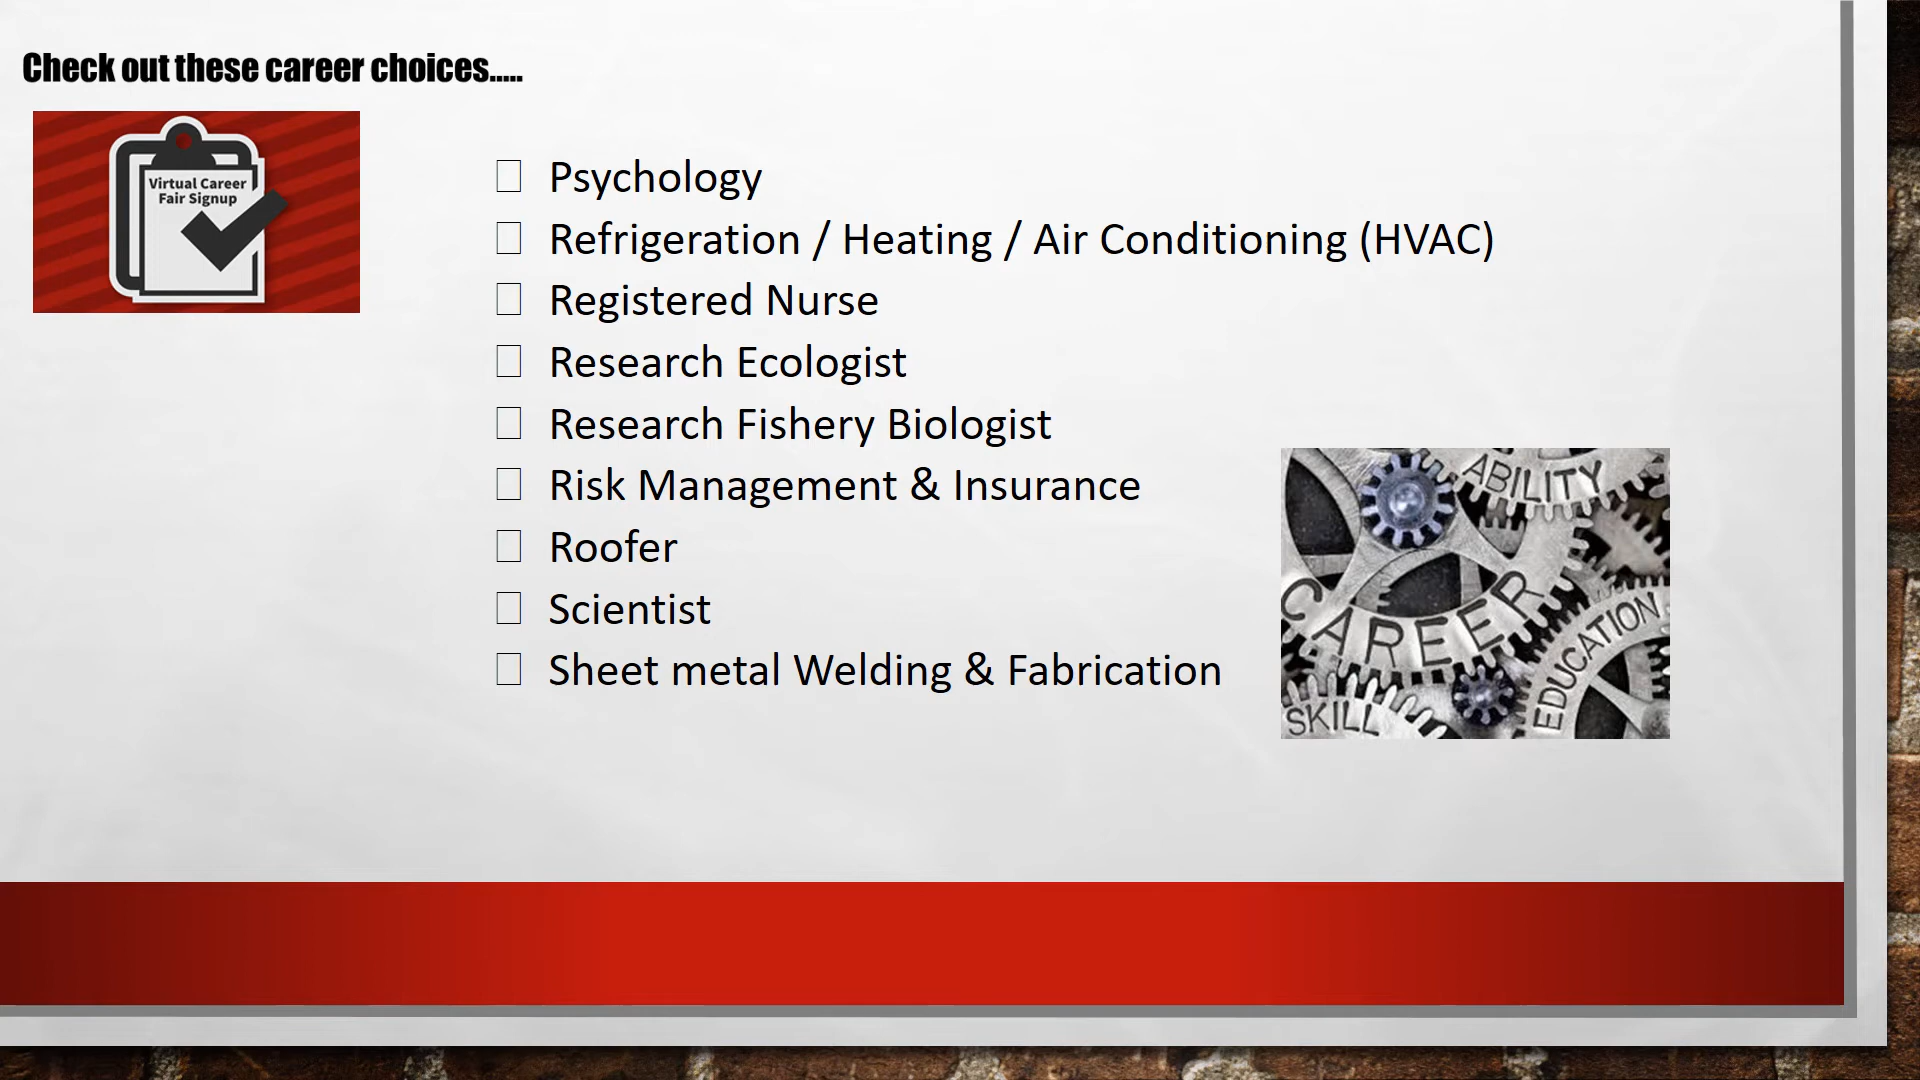 Check out these career choices.....
Virtual Career
Fair Signup
Psychology
Refrigeration / Heating / Air Conditioning (HVAC)
Registered Nurse
Research Ecologist
Research Fishery Biologist
Risk Management & Insurance
Roofer
Scientist
Sheet metal Welding & Fabrication
ABILITY
CAREER
EDUCATION
SKILL